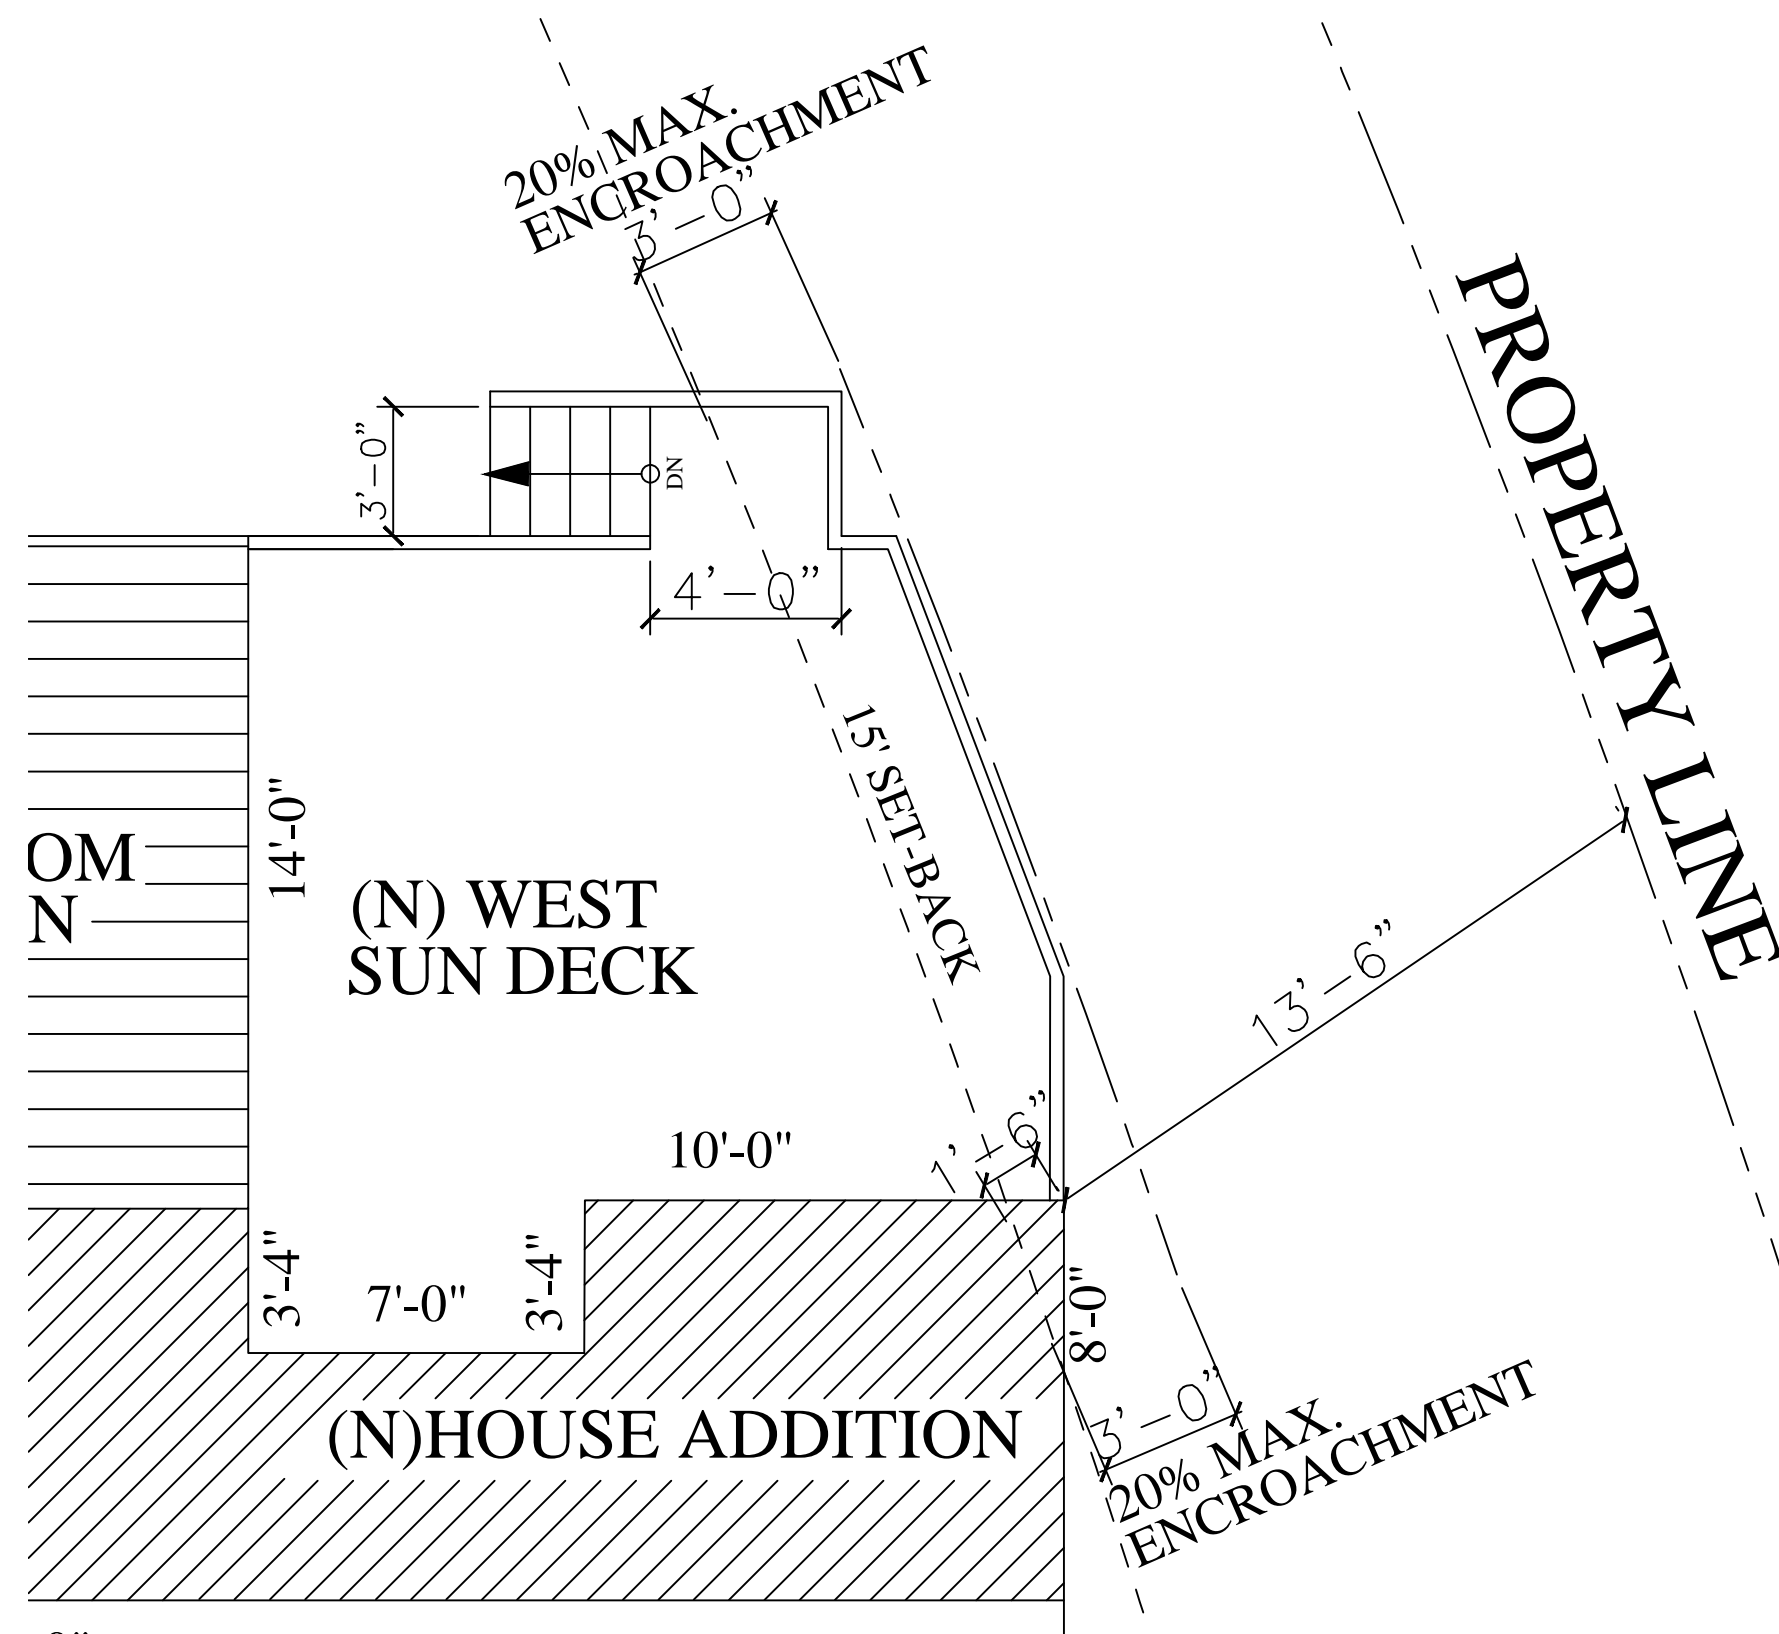 20% MAX.
ENCROACHMENT
3'-0"
PROPERTY LINE
3'-0"
DN
4'-0"
15' SET-BACK
14'-0"
OM
N
(N) WEST
SUN DECK
13'-6"
1'-6"
10'-0"
3'-4"
7'-0"
3'-4"
8'-0"
(N)HOUSE ADDITION
3'-0"
20% MAX.
ENCROACHMENT